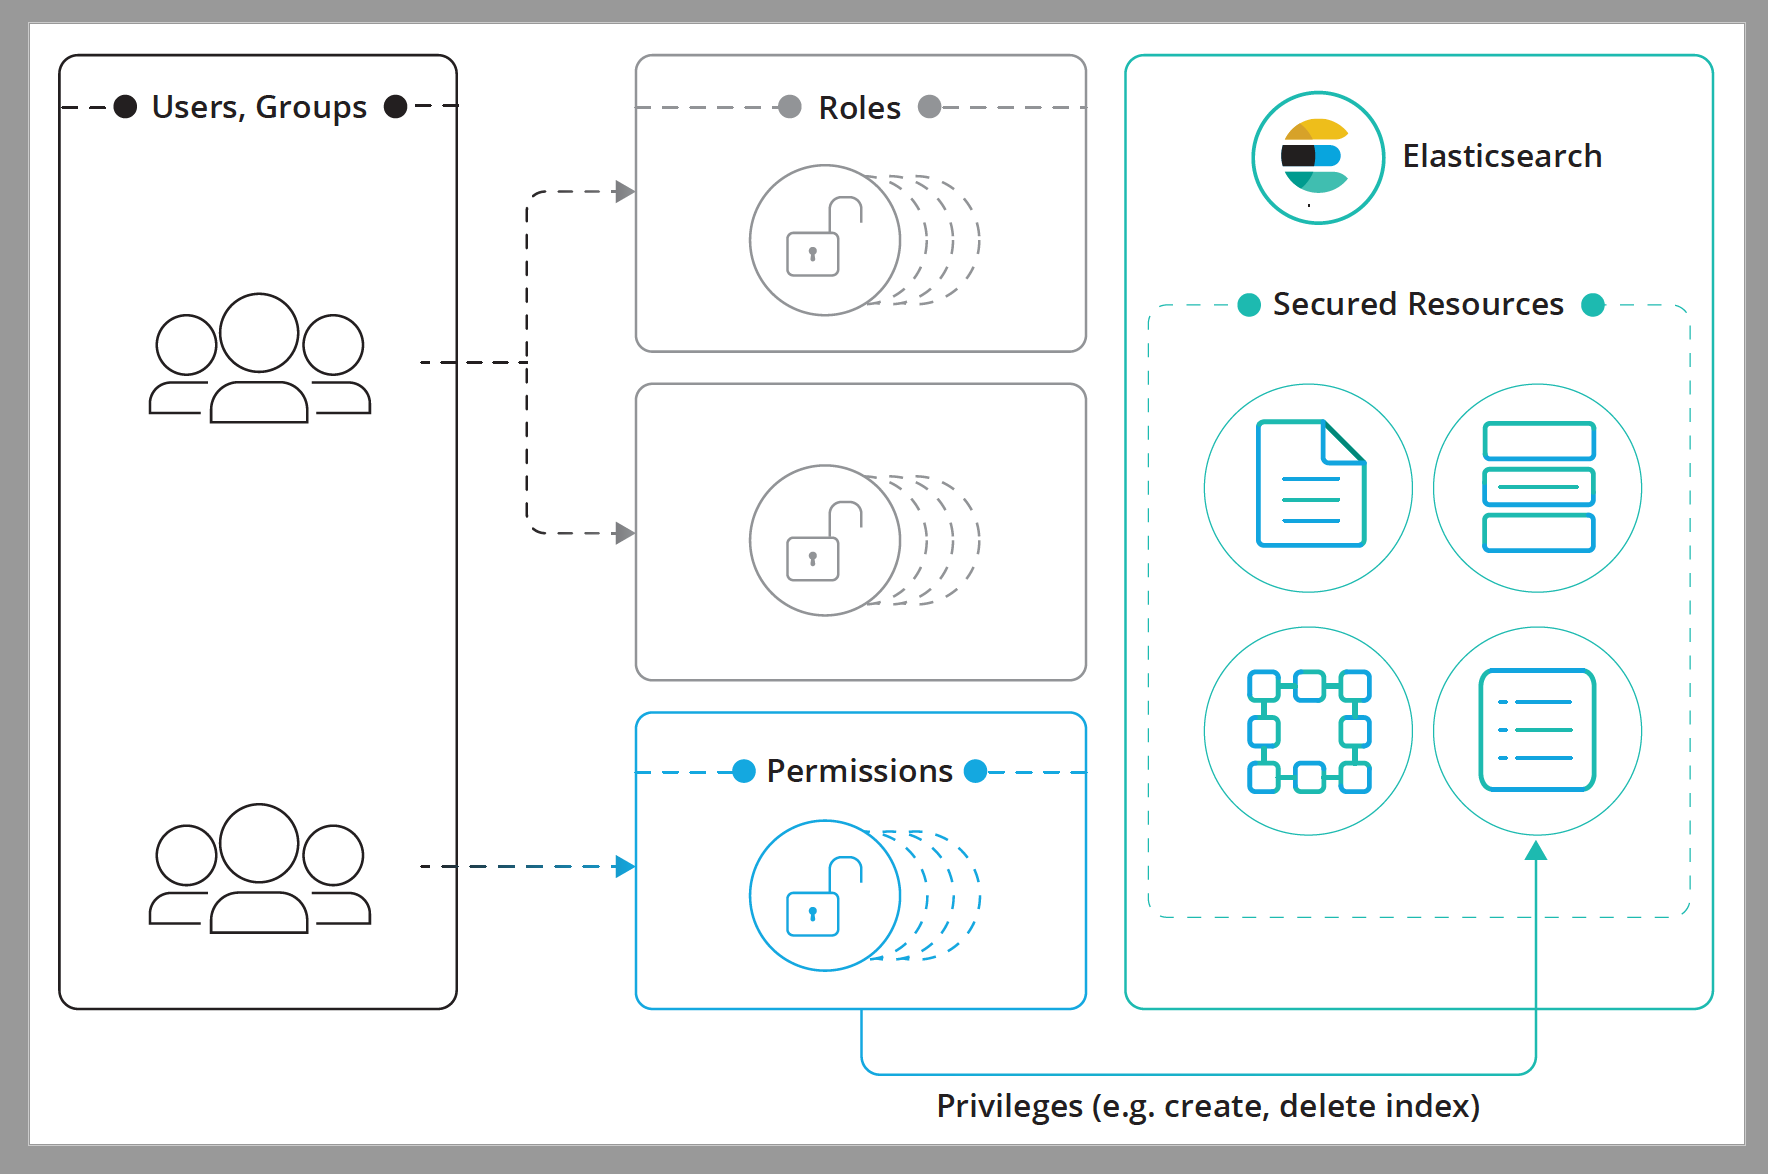 Users, Groups
Roles
Elasticsearch
Secured Resources
Permissions
Privileges (e.g. create, delete index)